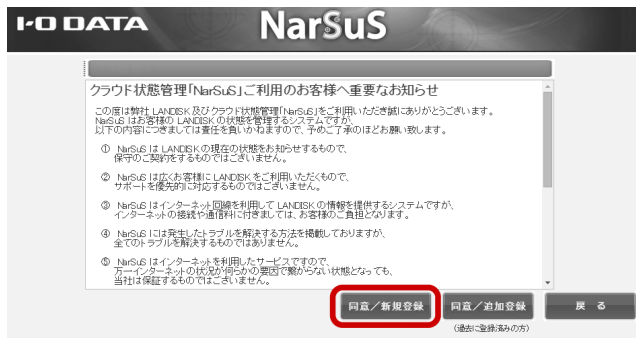 I-O DATA
NarSuS
クラウド状態管理「NarSuS」ご利用のお客様へ重要なお知らせ
この度は弊社 LANDISK 及びクラウド状態管理「NarSuS」をご利用いただき誠にありがとうございます。
NarSuS はお客様の LANDISK の状態を管理するシステムですが、
以下の内容につきましては責任を負いかねますので、予めご了承のほどお願い致します。
① NarSuS は LANDISK の現在の状態をお知らせするもので、
保守のご契約をするものではございません。
② NarSuS は広くお客様に LANDISK をご利用いただくもので、
サポートを優先的に対応するものではございません。
③ NarSuS はインターネット回線を利用して LANDISK の情報を提供するシステムですが、
インターネットの接続や通信料に付きましては、お客様のご負担となります。
④ NarSuS には発生したトラブルを解決する方法を掲載しておりますが、
全てのトラブルを解決するものではありません。
⑤ NarSuS はインターネットを利用したサービスですので、
万一インターネットの状況が何らかの要因で繋がらない状態となっても、
当社は保証するものではございません。
同意／新規登録
同意／追加登録
戻 る
(過去に登録済みの方)